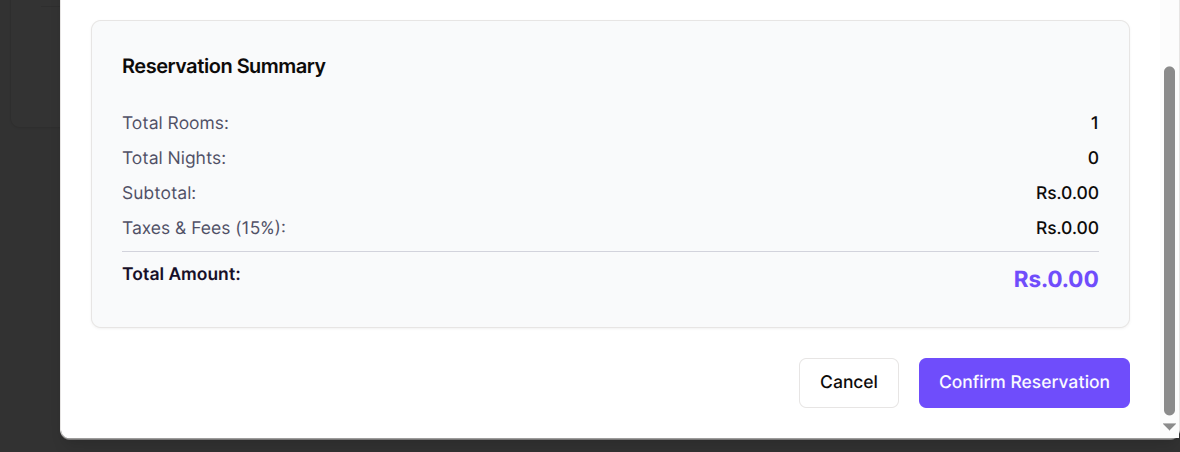 Reservation Summary
Total Rooms: 1
Total Nights: 0
Subtotal: Rs.0.00
Taxes & Fees (15%): Rs.0.00
Total Amount: Rs.0.00
Cancel Confirm Reservation